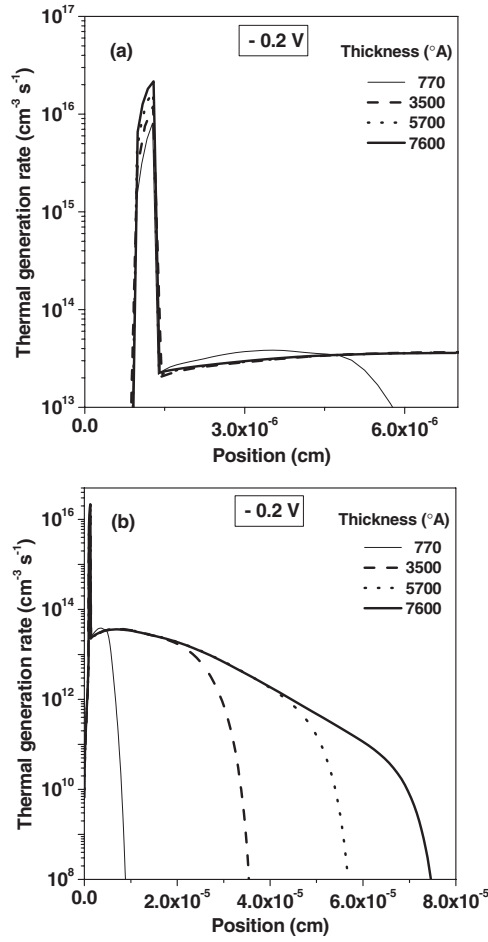 10^17
- 0.2 V
(a)
Thickness (°A)
770
3500
5700
7600
10^16
10^15
10^14
10^13
Thermal generation rate (cm^-3 s^-1)
0.0
3.0x10^-6
6.0x10^-6
Position (cm)
- 0.2 V
(b)
Thickness (°A)
770
3500
5700
7600
10^16
10^14
10^12
10^10
10^8
Thermal generation rate (cm^-3 s^-1)
0.0
2.0x10^-5
4.0x10^-5
6.0x10^-5
8.0x10^-5
Position (cm)